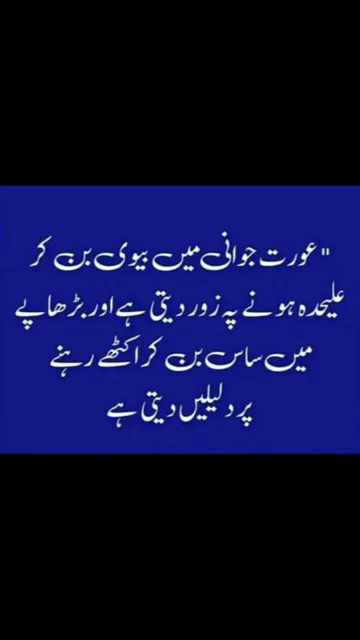 "عورت جوانی میں بیوی بن کر
علیحدہ ہونے پہ زور دیتی ہے اور بڑھاپے
میں ساس بن کر اکٹھے رہنے
پر دلیلیں دیتی ہے